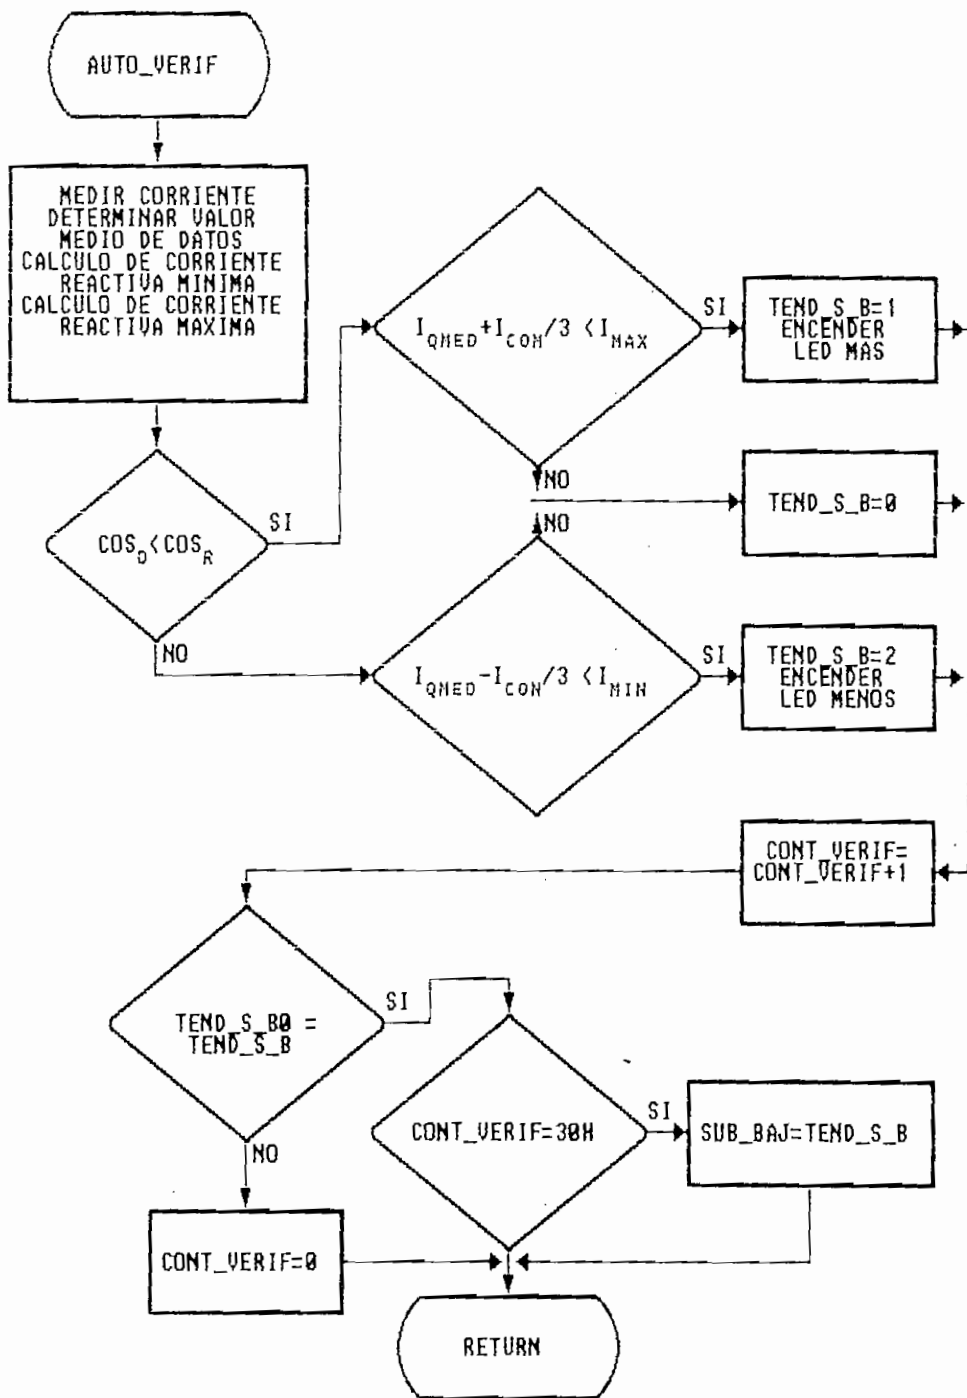 AUTO_VERIF
MEDIR CORRIENTE
DETERMINAR VALOR
MEDIO DE DATOS
CALCULO DE CORRIENTE
REACTIVA MINIMA
CALCULO DE CORRIENTE
REACTIVA MAXIMA
COS_D<COS_R
SI
NO
I_QMED+I_CON/3 <I_MAX
SI
NO
TEND_S_B=1
ENCENDER
LED MAS
TEND_S_B=0
NO
I_QMED-I_CON/3 <I_MIN
SI
TEND_S_B=2
ENCENDER
LED MENOS
CONT_VERIF=
CONT_VERIF+1
TEND_S_B0 =
TEND_S_B
SI
NO
CONT_VERIF=30H
SI
SUB_BAJ=TEND_S_B
CONT_VERIF=0
RETURN